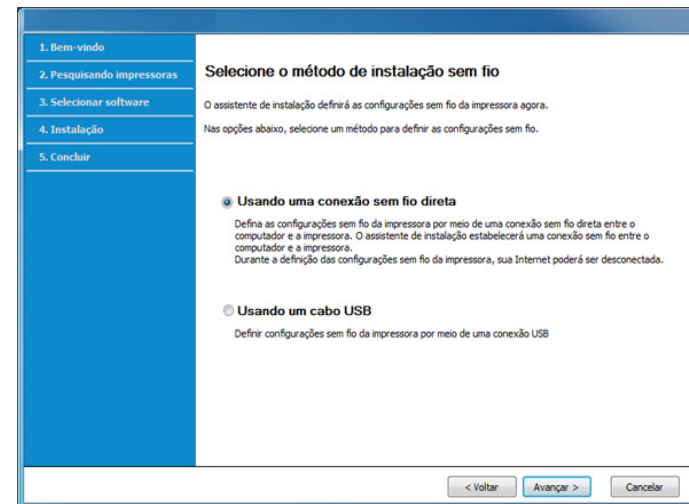 1. Bem-vindo
2. Pesquisando impressoras
3. Selecionar software
4. Instalação
5. Concluir
Selecione o método de instalação sem fio
O assistente de instalação definirá as configurações sem fio da impressora agora.
Nas opções abaixo, selecione um método para definir as configurações sem fio.
Usando uma conexão sem fio direta
Defina as configurações sem fio da impressora por meio de uma conexão sem fio direta entre o
computador e a impressora. O assistente de instalação estabelecerá uma conexão sem fio entre o
computador e a impressora.
Durante a definição das configurações sem fio da impressora, sua Internet poderá ser desconectada.
Usando um cabo USB
Definir configurações sem fio da impressora por meio de uma conexão USB
< Voltar
Avançar >
Cancelar